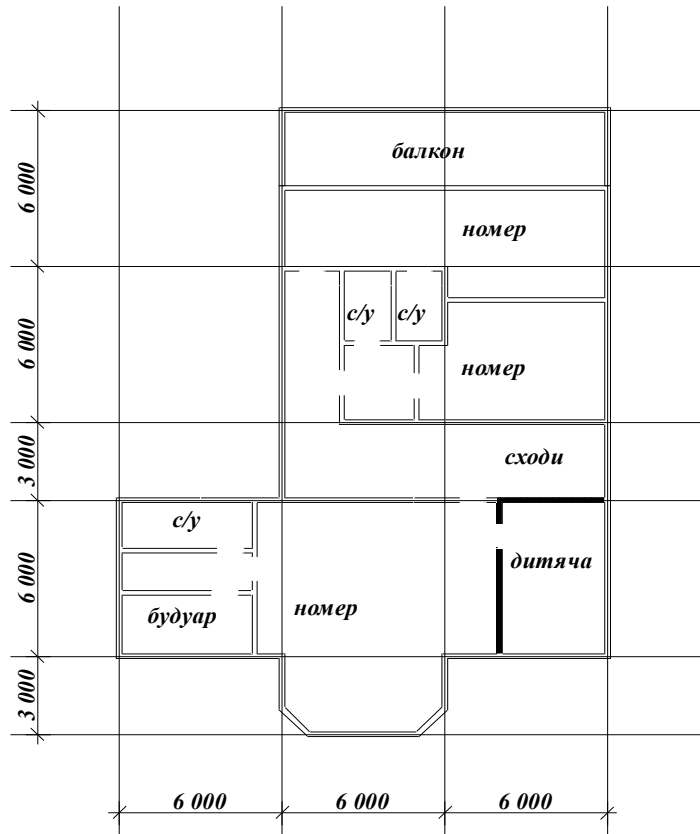 балкон
6 000
номер
с/у
с/у
6 000
номер
3 000
сходи
с/у
6 000
дитяча
номер
будуар
3 000
6 000
6 000
6 000